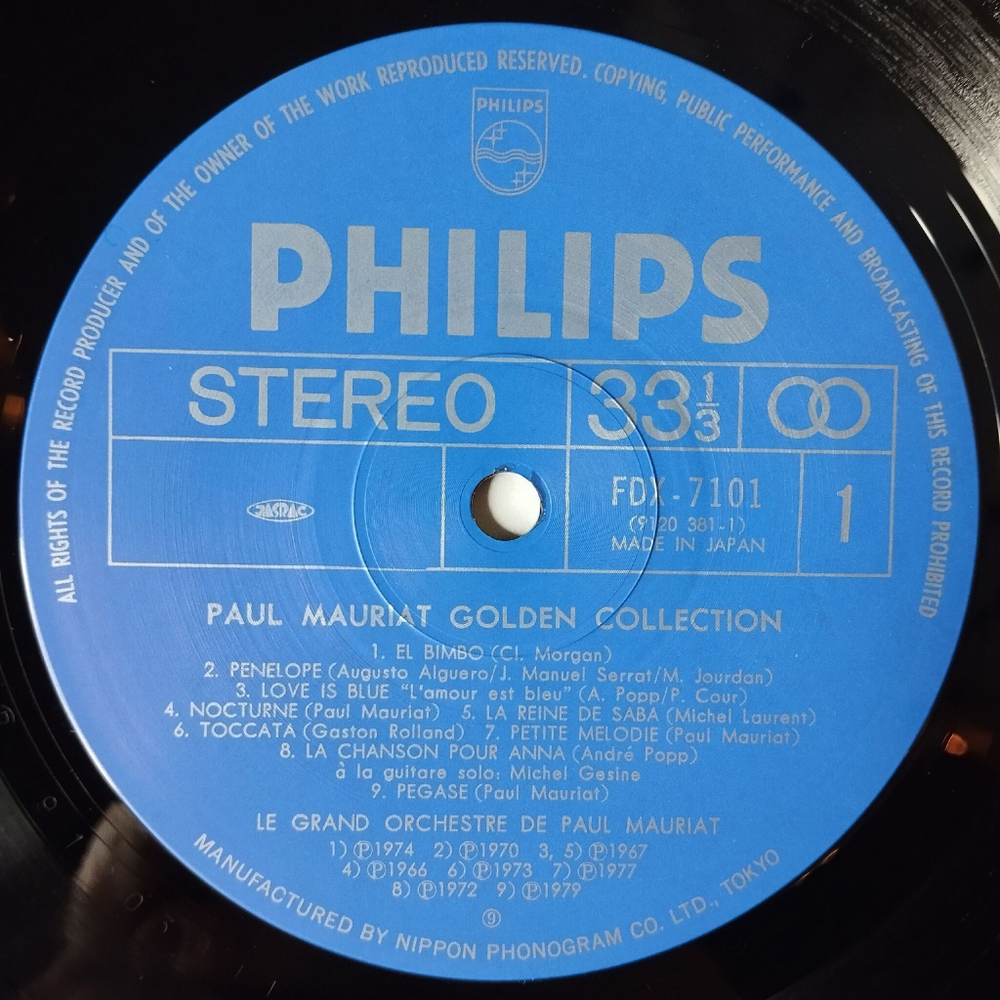 ALL RIGHTS OF THE RECORD PRODUCER AND OF THE OWNER OF THE WORK REPRODUCED RESERVED. COPYING, PUBLIC PERFORMANCE AND BROADCASTING OF THIS RECORD PROHIBITED
PHILIPS
PHILIPS
STEREO
33 1/3
JASRAC
FDX-7101
(9120 381-1)
MADE IN JAPAN
1
PAUL MAURIAT GOLDEN COLLECTION
1. EL BIMBO (Cl. Morgan)
2. PENELOPE (Augusto Alguero/J. Manuel Serrat/M. Jourdan)
3. LOVE IS BLUE "L'amour est bleu" (A. Popp/P. Cour)
4. NOCTURNE (Paul Mauriat) 5. LA REINE DE SABA (Michel Laurent)
6. TOCCATA (Gaston Rolland) 7. PETITE MELODIE (Paul Mauriat)
8. LA CHANSON POUR ANNA (André Popp)
à la guitare solo: Michel Gesine
9. PEGASE (Paul Mauriat)
LE GRAND ORCHESTRE DE PAUL MAURIAT
1) ℗1974 2) ℗1970 3, 5) ℗1967
4) ℗1966 6) ℗1973 7) ℗1977
8) ℗1972 9) ℗1979
⑨
MANUFACTURED BY NIPPON PHONOGRAM CO. LTD., TOKYO